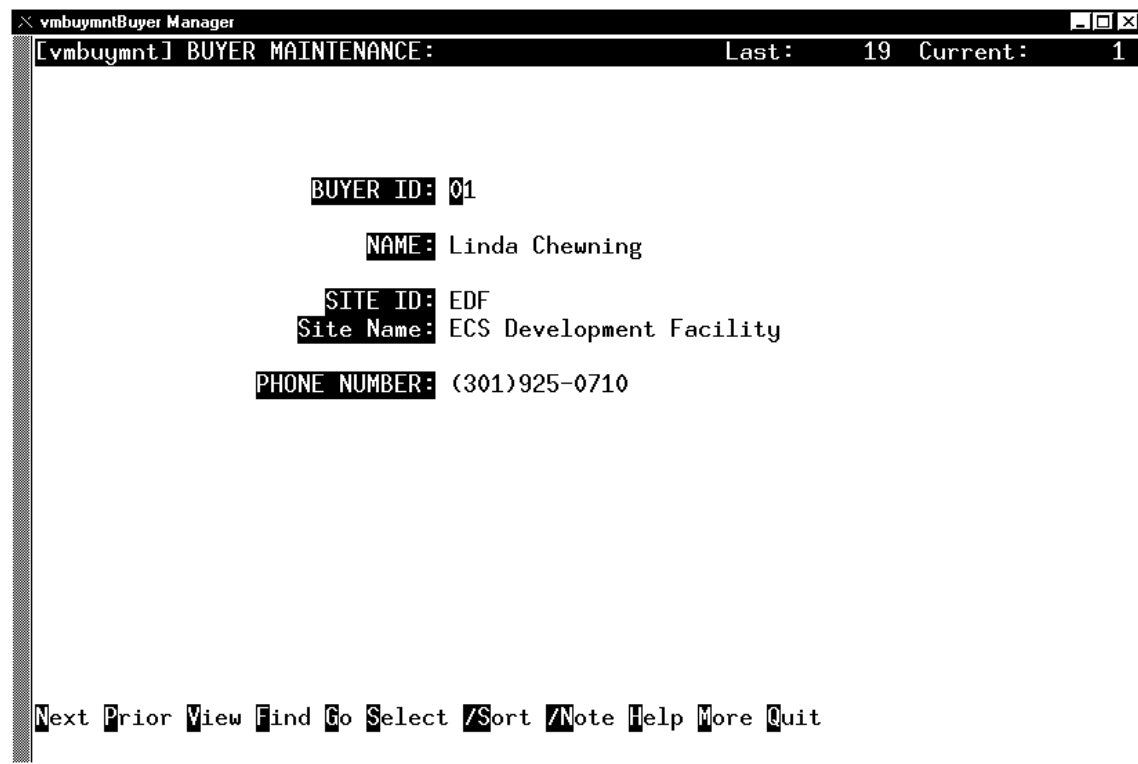 vmbuymntBuyer Manager
[vmbuymnt] BUYER MAINTENANCE: Last: 19 Current: 1
BUYER ID: 01
NAME: Linda Chewning
SITE ID: EDF
Site Name: ECS Development Facility
PHONE NUMBER: (301)925-0710
Next Prior View Find Go Select /Sort /Note Help More Quit